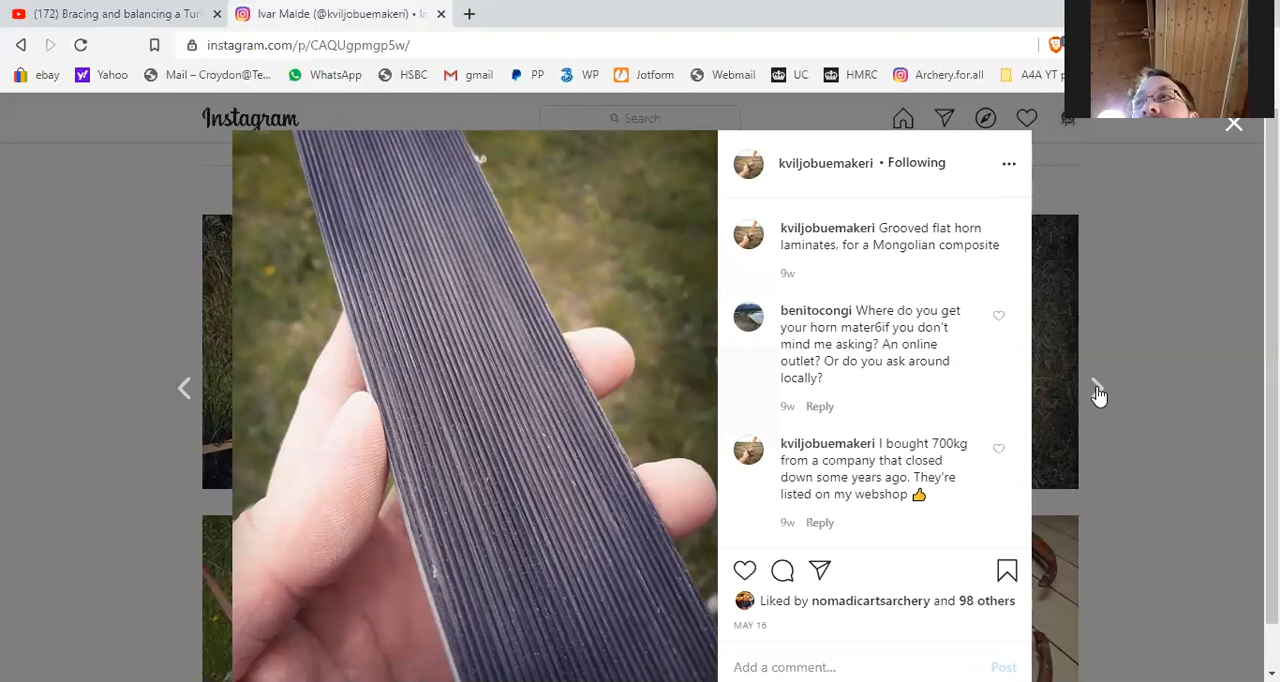 (172) Bracing and balancing a Tur
Ivar Malde (@kviljobuemakeri) • In
instagram.com/p/CAQUgpmgp5w/
ebay Yahoo Mail – Croydon@Te... WhatsApp HSBC gmail PP WP Jotform Webmail UC HMRC Archery.for.all A4A YT p
Instagram
Search
kviljobuemakeri • Following
kviljobuemakeri Grooved flat horn
laminates, for a Mongolian composite
9w
benitocongi Where do you get
your horn mater6if you don't
mind me asking? An online
outlet? Or do you ask around
locally?
9w Reply
kviljobuemakeri I bought 700kg
from a company that closed
down some years ago. They're
listed on my webshop 👍
9w Reply
Liked by nomadicartsarchery and 98 others
MAY 16
Add a comment...
Post